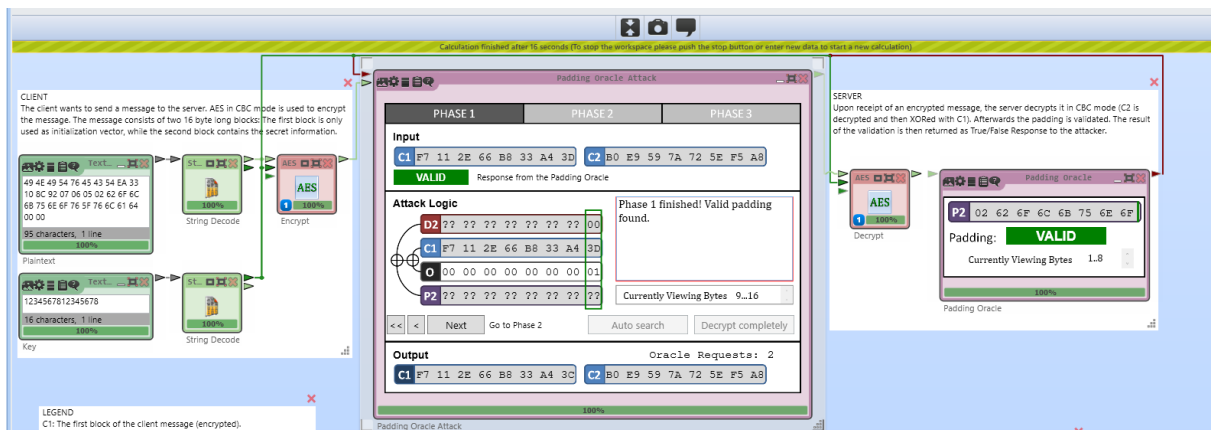 Calculation finished after 16 seconds (To stop the workspace please push the stop button or enter new data to start a new calculation)
CLIENT
The client wants to send a message to the server. AES in CBC mode is used to encrypt
the message. The message consists of two 16 byte long blocks: The first block is only
used as initialization vector, while the second block contains the secret information.
Text...
49 4E 49 54 76 45 43 54 EA 33
10 8C 92 07 06 05 02 62 6F 6C
6B 75 6E 6F 76 5F 76 6C 61 64
00 00
95 characters, 1 line
100%
Plaintext
St...
100%
String Decode
AES
AES
1 100%
Encrypt
Text...
1234567812345678
16 characters, 1 line
100%
Key
St...
100%
String Decode
LEGEND
C1: The first block of the client message (encrypted).
Padding Oracle Attack
PHASE 1 PHASE 2 PHASE 3
Input
C1 F7 11 2E 66 B8 33 A4 3D C2 B0 E9 59 7A 72 5E F5 A8
VALID Response from the Padding Oracle
Attack Logic
D2 ?? ?? ?? ?? ?? ?? ?? 00
C1 F7 11 2E 66 B8 33 A4 3D
O 00 00 00 00 00 00 00 01
P2 ?? ?? ?? ?? ?? ?? ?? ??
Phase 1 finished! Valid padding
found.
Currently Viewing Bytes 9...16
<< < Next Go to Phase 2 Auto search Decrypt completely
Output Oracle Requests: 2
C1 F7 11 2E 66 B8 33 A4 3C C2 B0 E9 59 7A 72 5E F5 A8
100%
Padding Oracle Attack
SERVER
Upon receipt of an encrypted message, the server decrypts it in CBC mode (C2 is
decrypted and then XORed with C1). Afterwards the padding is validated. The result
of the validation is then returned as True/False Response to the attacker.
AES
AES
1 100%
Decrypt
Padding Oracle
P2 02 62 6F 6C 6B 75 6E 6F
Padding: VALID
Currently Viewing Bytes 1..8
100%
Padding Oracle